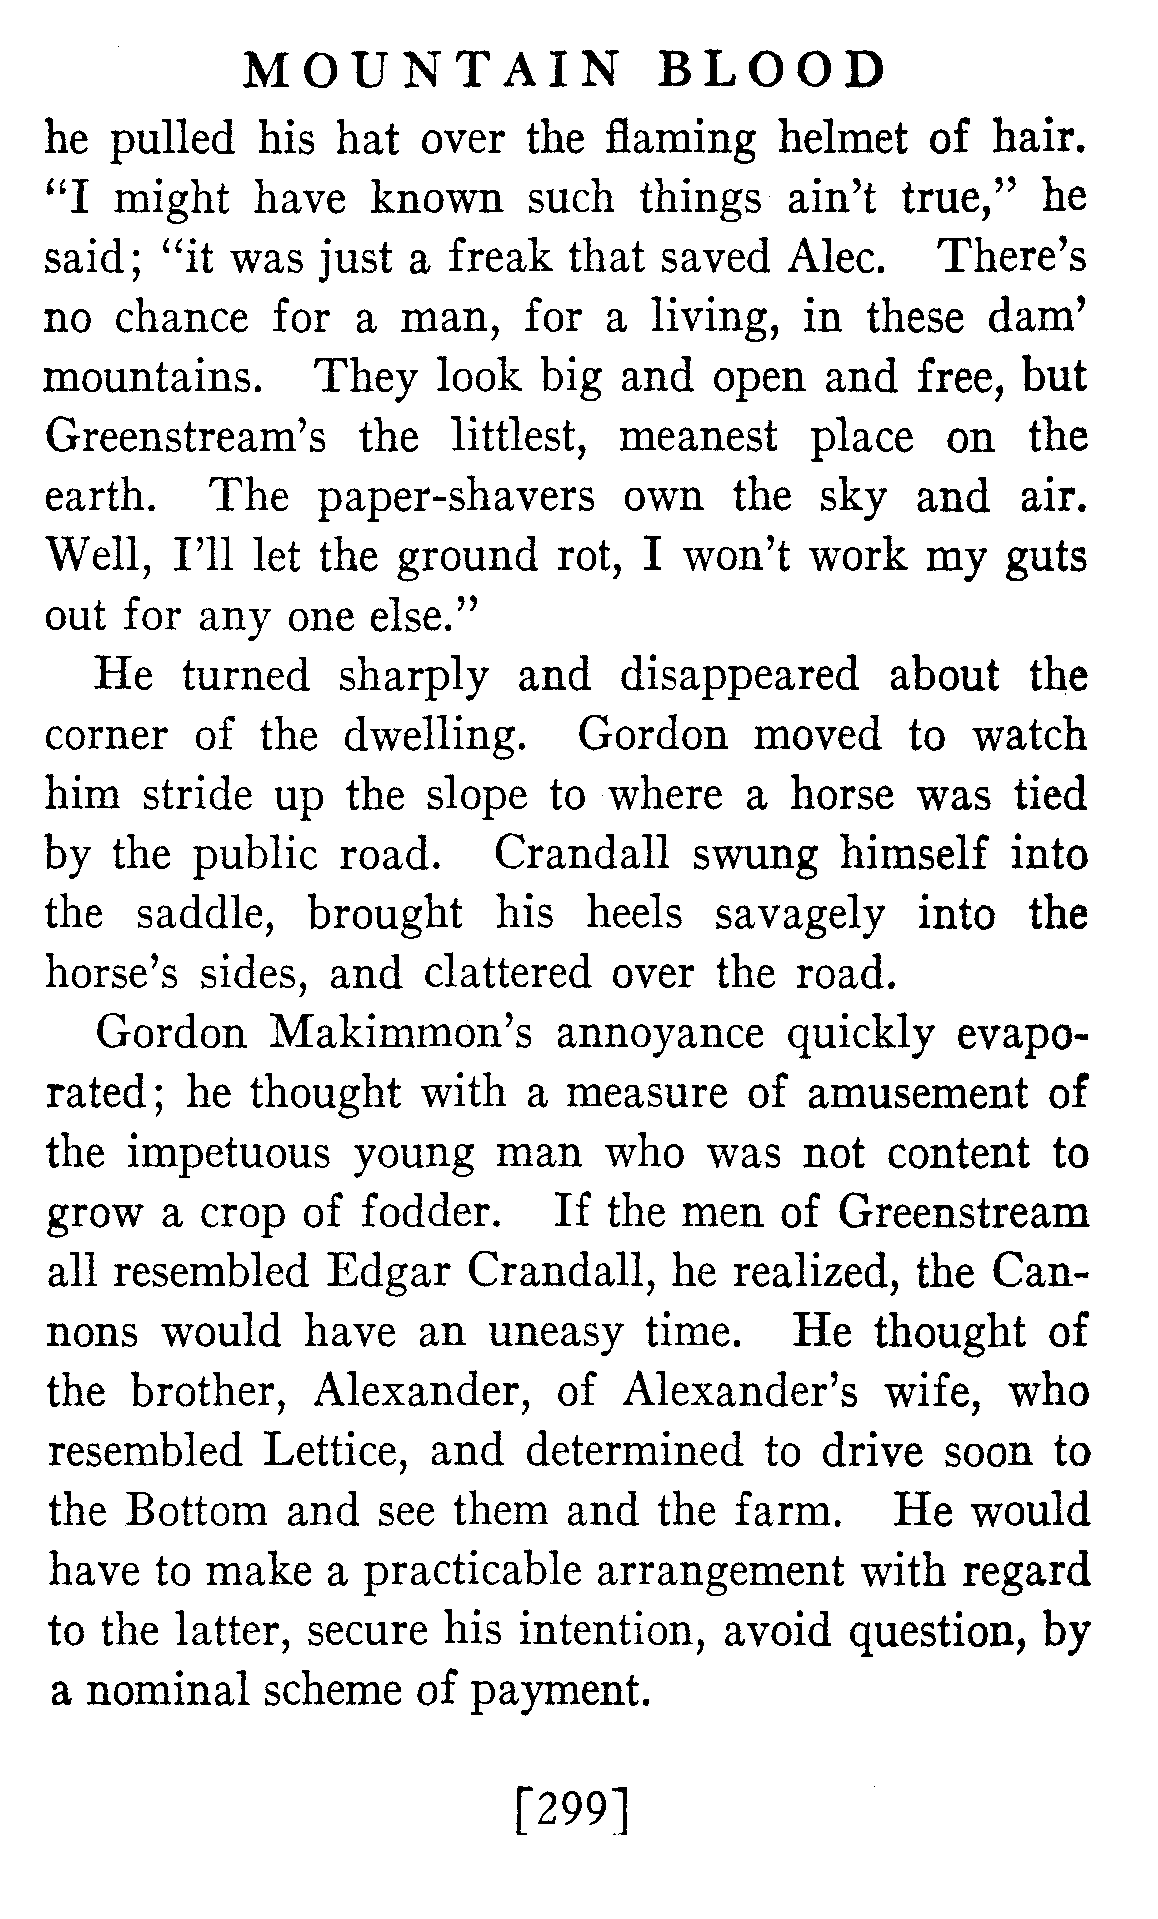 MOUNTAIN BLOOD
he pulled his hat over the flaming helmet of hair.
“I might have known such things ain’t true,” he
said; “it was just a freak that saved Alec. There’s
no chance for a man, for a living, in these dam’
mountains. They look big and open and free, but
Greenstream’s the littlest, meanest place on the
earth. The paper-shavers own the sky and air.
Well, I’ll let the ground rot, I won’t work my guts
out for any one else.”
He turned sharply and disappeared about the
corner of the dwelling. Gordon moved to watch
him stride up the slope to where a horse was tied
by the public road. Crandall swung himself into
the saddle, brought his heels savagely into the
horse’s sides, and clattered over the road.
Gordon Makimmon’s annoyance quickly evapo-
rated; he thought with a measure of amusement of
the impetuous young man who was not content to
grow a crop of fodder. If the men of Greenstream
all resembled Edgar Crandall, he realized, the Can-
nons would have an uneasy time. He thought of
the brother, Alexander, of Alexander’s wife, who
resembled Lettice, and determined to drive soon to
the Bottom and see them and the farm. He would
have to make a practicable arrangement with regard
to the latter, secure his intention, avoid question, by
a nominal scheme of payment.
[299]